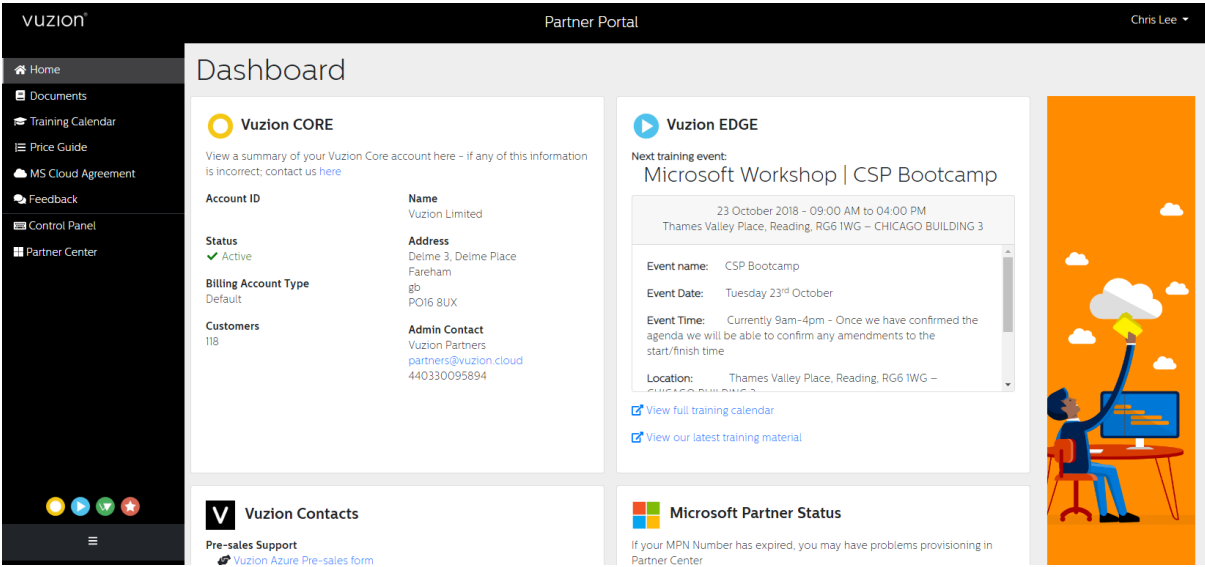 vuzion
Partner Portal
Chris Lee
Home
Documents
Training Calendar
Price Guide
MS Cloud Agreement
Feedback
Control Panel
Partner Center
Dashboard
Vuzion CORE
View a summary of your Vuzion Core account here - if any of this information
is incorrect; contact us here
Account ID
Status
Active
Billing Account Type
Default
Customers
118
Name
Vuzion Limited
Address
Delme 3, Delme Place
Fareham
gb
PO16 8UX
Admin Contact
Vuzion Partners
partners@vuzion.cloud
440330095894
Vuzion EDGE
Next training event:
Microsoft Workshop | CSP Bootcamp
23 October 2018 - 09:00 AM to 04:00 PM
Thames Valley Place, Reading, RG6 1WG – CHICAGO BUILDING 3
Event name: CSP Bootcamp
Event Date: Tuesday 23rd October
Event Time: Currently 9am-4pm - Once we have confirmed the
agenda we will be able to confirm any amendments to the
start/finish time
Location: Thames Valley Place, Reading, RG6 1WG –
CHICAGO BUILDING 3
View full training calendar
View our latest training material
V Vuzion Contacts
Pre-sales Support
Vuzion Azure Pre-sales form
Microsoft Partner Status
If your MPN Number has expired, you may have problems provisioning in
Partner Center